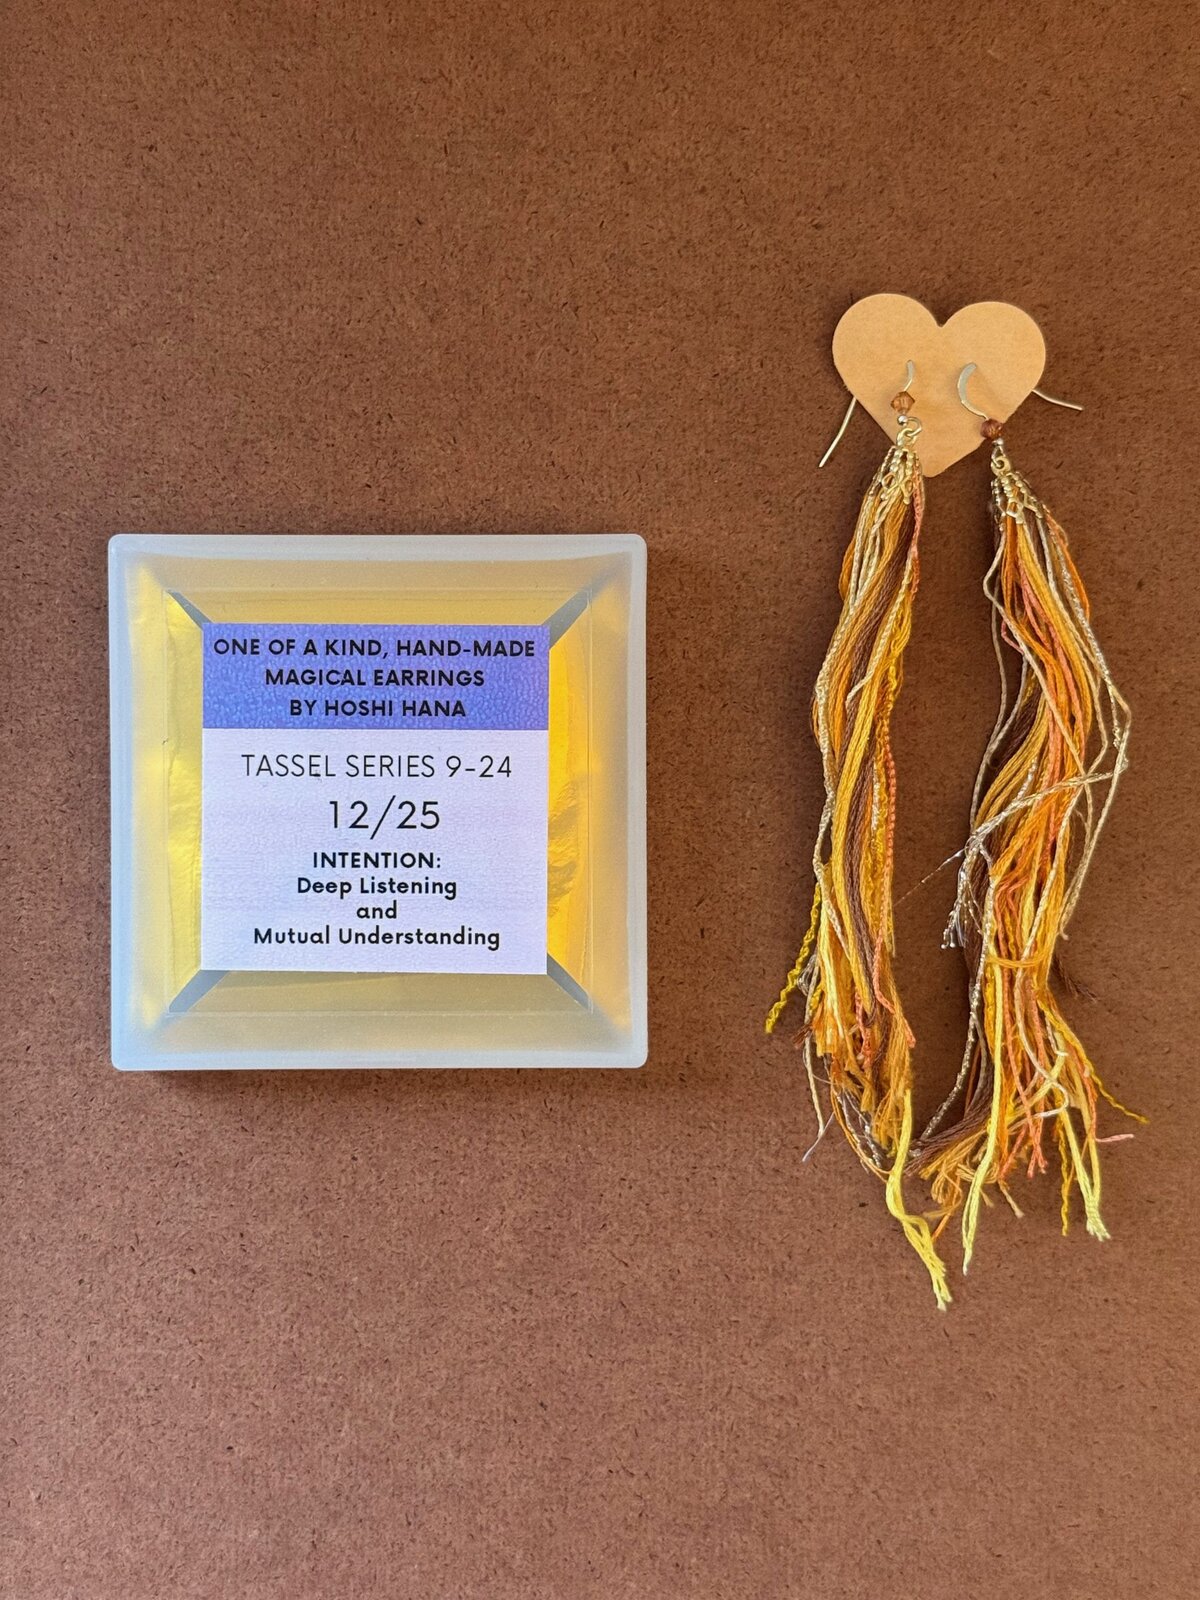 ONE OF A KIND, HAND-MADE
MAGICAL EARRINGS
BY HOSHI HANA
TASSEL SERIES 9-24
12/25
INTENTION:
Deep Listening
and
Mutual Understanding